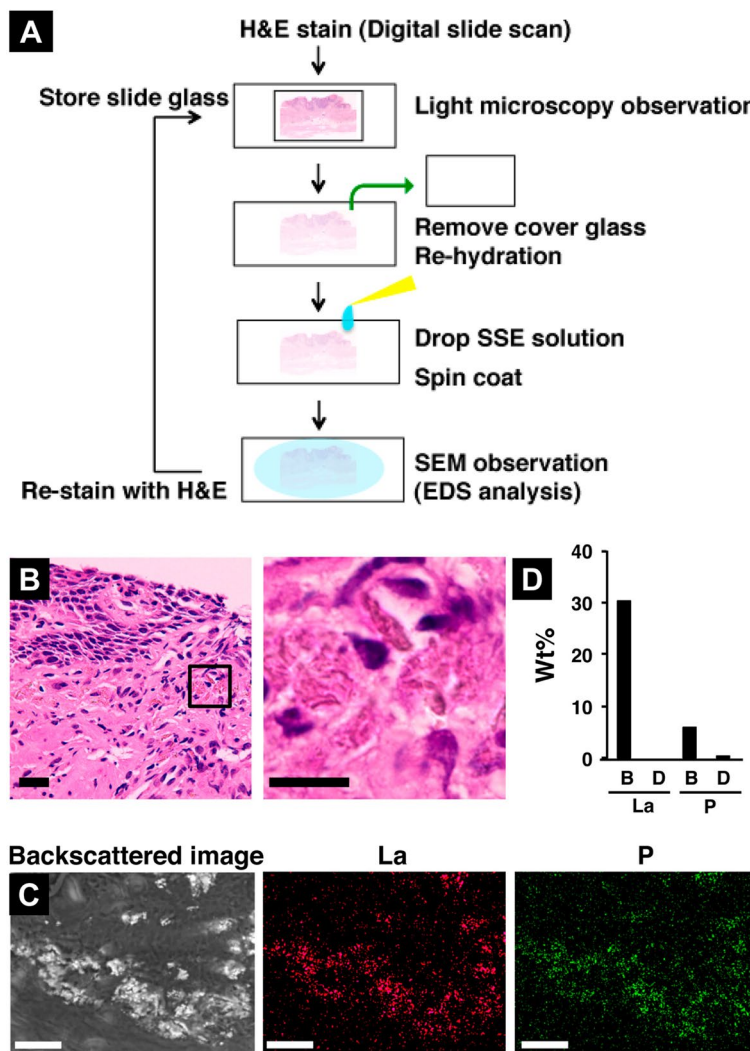 A
H&E stain (Digital slide scan)
Store slide glass
Light microscopy observation
Remove cover glass
Re-hydration
Drop SSE solution
Spin coat
SEM observation
(EDS analysis)
Re-stain with H&E
B
D
40
30
20
10
0
Wt%
B D B D
La P
Backscattered image La P
C